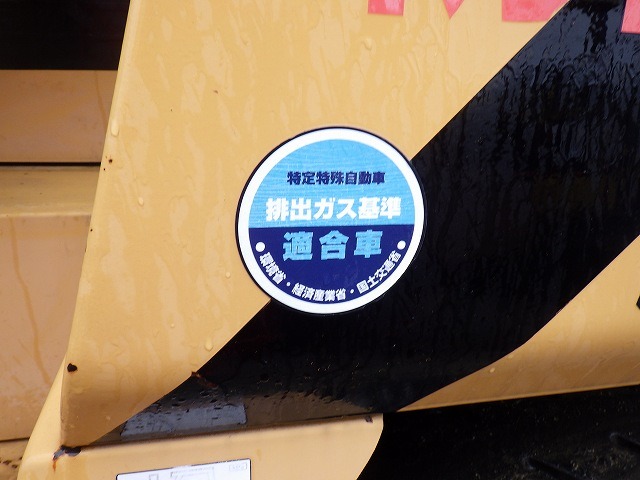 特定特殊自動車
排出ガス基準
適合車
●環境省・経済産業省・国土交通省●